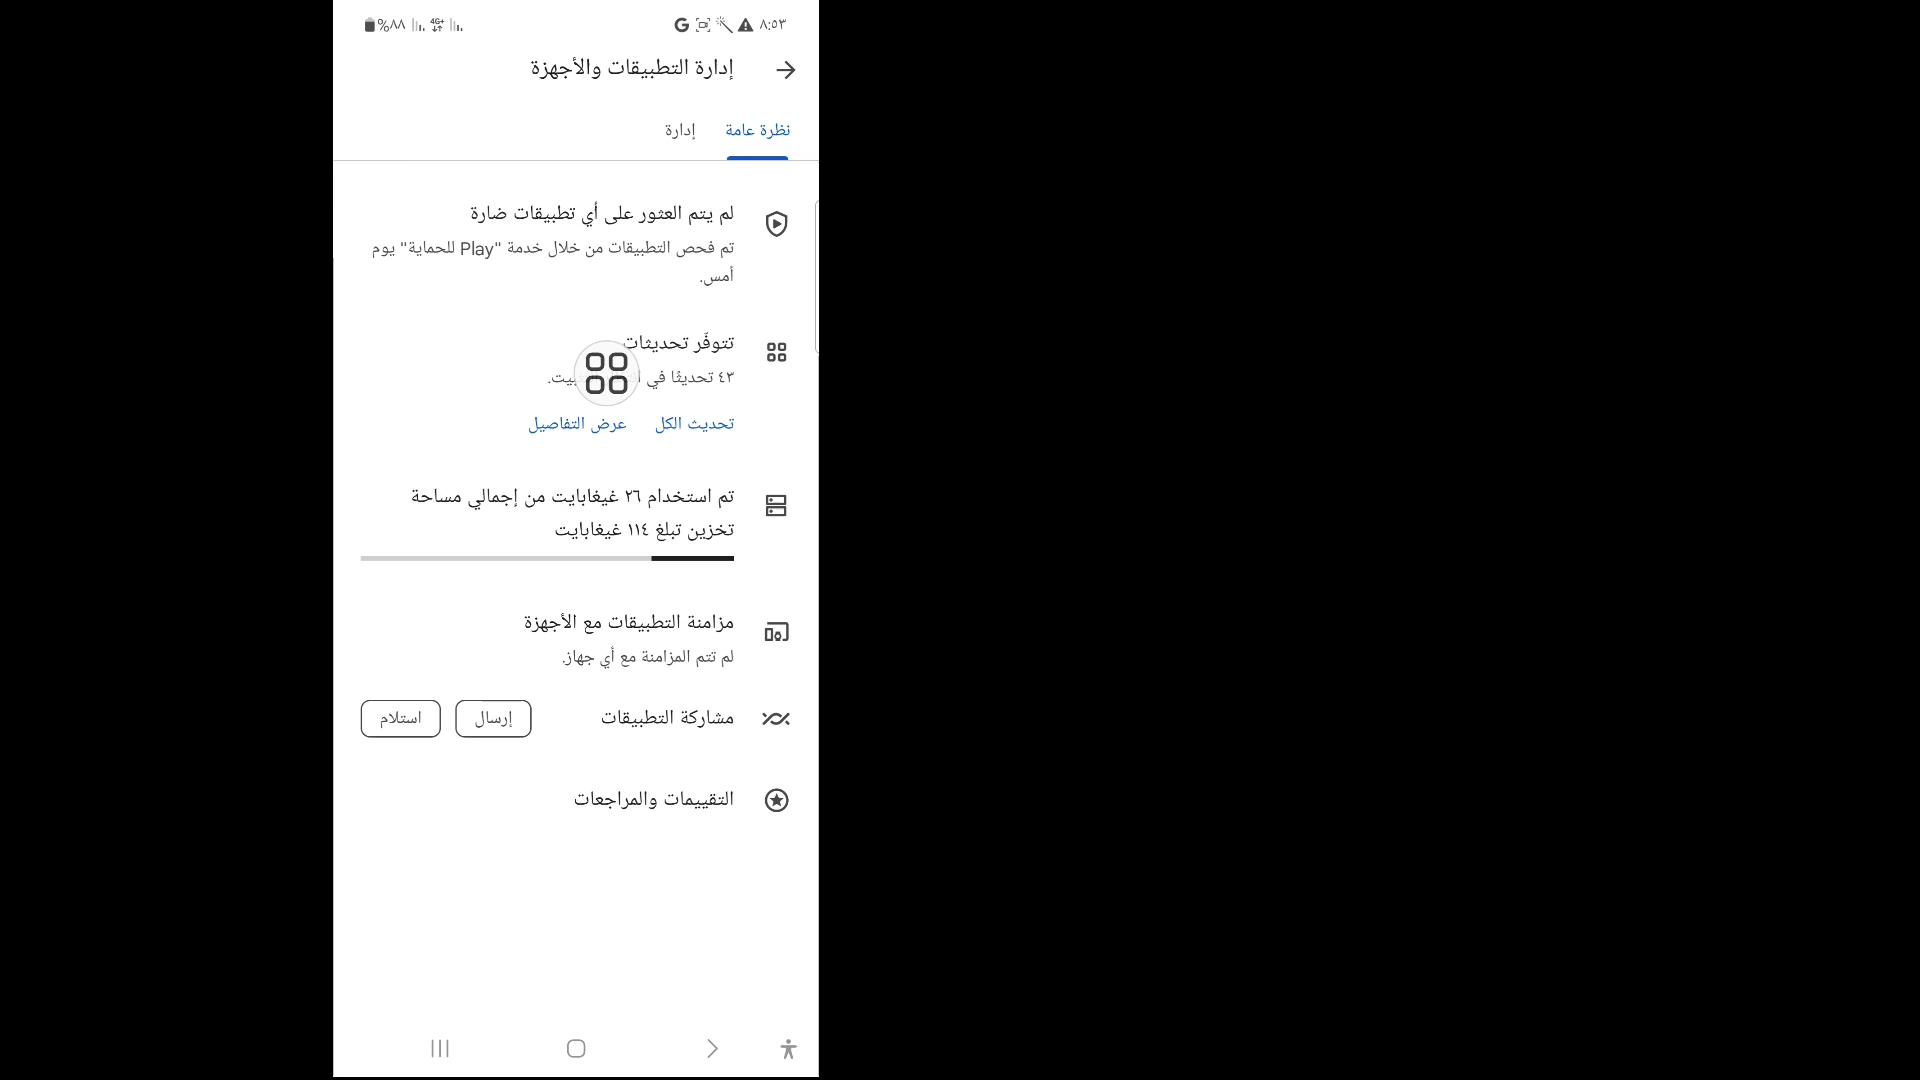 ٨:٥٣ G 4G+ %٨٨
إدارة التطبيقات والأجهزة
نظرة عامة إدارة
لم يتم العثور على أي تطبيقات ضارة
تم فحص التطبيقات من خلال خدمة "Play للحماية" يوم
أمس.
تتوفّر تحديثات
٤٣ تحديثًا في
تحديث الكل عرض التفاصيل
تم استخدام ٢٦ غيغابايت من إجمالي مساحة
تخزين تبلغ ١١٤ غيغابايت
مزامنة التطبيقات مع الأجهزة
لم تتم المزامنة مع أي جهاز.
مشاركة التطبيقات إرسال استلام
التقييمات والمراجعات